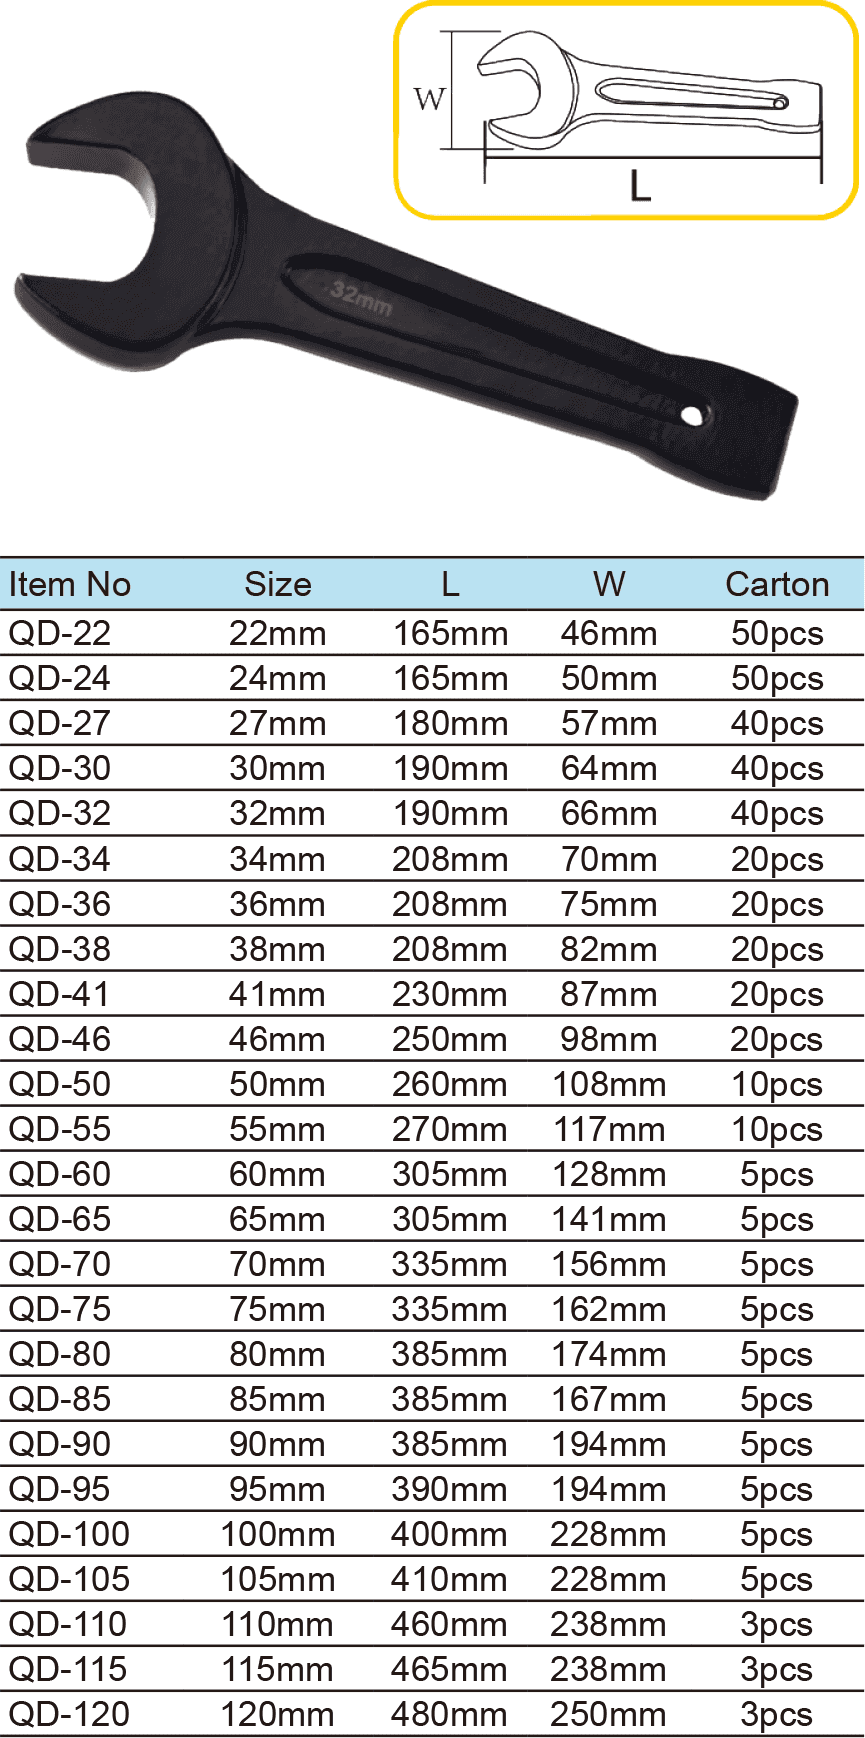 W
L
32mm
Item No Size L W Carton
QD-22 22mm 165mm 46mm 50pcs
QD-24 24mm 165mm 50mm 50pcs
QD-27 27mm 180mm 57mm 40pcs
QD-30 30mm 190mm 64mm 40pcs
QD-32 32mm 190mm 66mm 40pcs
QD-34 34mm 208mm 70mm 20pcs
QD-36 36mm 208mm 75mm 20pcs
QD-38 38mm 208mm 82mm 20pcs
QD-41 41mm 230mm 87mm 20pcs
QD-46 46mm 250mm 98mm 20pcs
QD-50 50mm 260mm 108mm 10pcs
QD-55 55mm 270mm 117mm 10pcs
QD-60 60mm 305mm 128mm 5pcs
QD-65 65mm 305mm 141mm 5pcs
QD-70 70mm 335mm 156mm 5pcs
QD-75 75mm 335mm 162mm 5pcs
QD-80 80mm 385mm 174mm 5pcs
QD-85 85mm 385mm 167mm 5pcs
QD-90 90mm 385mm 194mm 5pcs
QD-95 95mm 390mm 194mm 5pcs
QD-100 100mm 400mm 228mm 5pcs
QD-105 105mm 410mm 228mm 5pcs
QD-110 110mm 460mm 238mm 3pcs
QD-115 115mm 465mm 238mm 3pcs
QD-120 120mm 480mm 250mm 3pcs